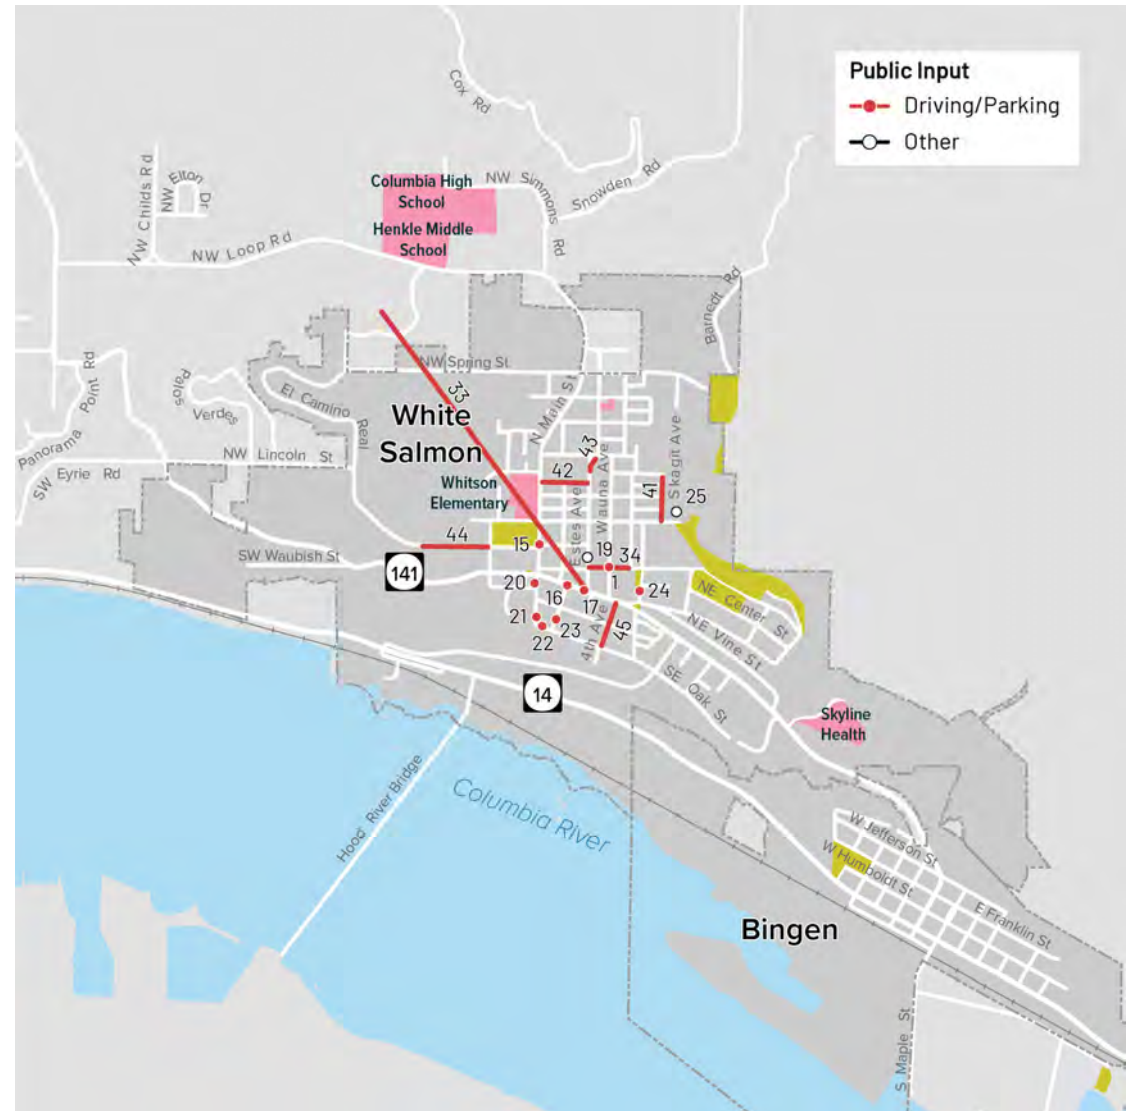 Public Input
Driving/Parking
Other
Cox Rd
Columbia High
School
Henkle Middle
School
NW Simmons Rd
Snowden Rd
NW Childs Rd
NW Elton Dr
NW Loop Rd
Barnedt Rd
NW Spring St
33
White
Salmon
N Main St
El Camino Real
Palos Verdes
Panorama Point Rd
SW Eyrie Rd
NW Lincoln St
Whitson
Elementary
42
43
41
Skagit Ave
25
Estes Ave
Wauna Ave
44
15
SW Waubish St
141
19
34
20
16
17
1
24
21
22
23
4th Ave
45
NE Center St
NE Vine St
SE Oak St
14
Skyline
Health
Hood River Bridge
Columbia River
W Jefferson St
W Humboldt St
E Franklin St
Bingen
S Maple St